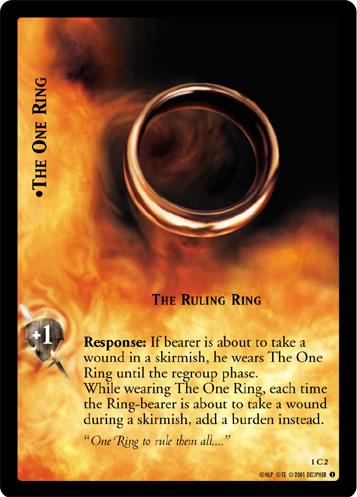 •The One Ring
The Ruling Ring
+1
Response: If bearer is about to take a
wound in a skirmish, he wears The One
Ring until the regroup phase.
While wearing The One Ring, each time
the Ring-bearer is about to take a wound
during a skirmish, add a burden instead.
“One Ring to rule them all....”
1 C 2
©NLP ©TE ©2001 DECIPHER